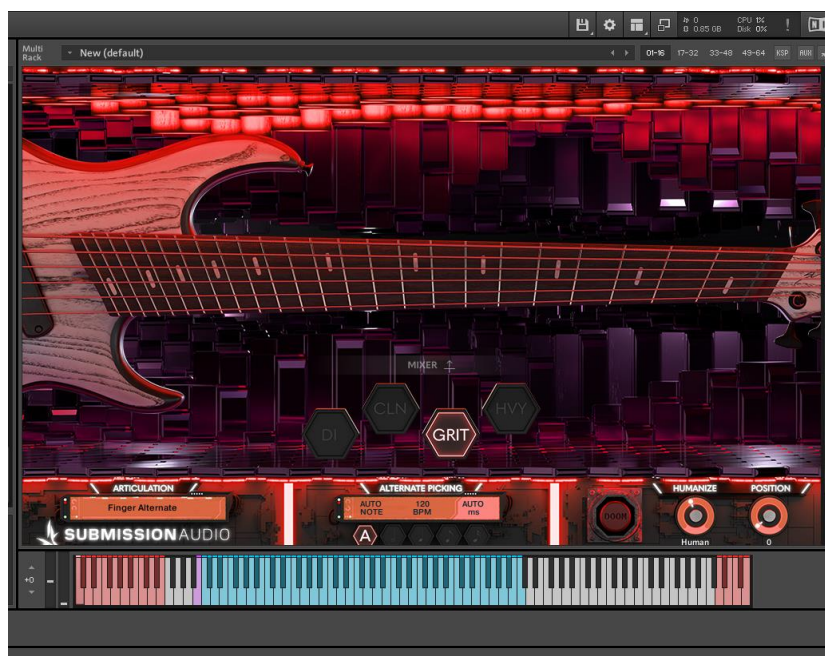 0 CPU 1%
0.85 GB Disk 0% !
Multi
Rack
New (default)
01-16 17-32 33-48 49-64 KSP AUX
MIXER
CLN HVY
DI GRIT
ARTICULATION ALTERNATE PICKING HUMANIZE POSITION
Finger Alternate
AUTO 120 AUTO
NOTE BPM ms
DOOM
SUBMISSIONAUDIO
A
Human 0
+0